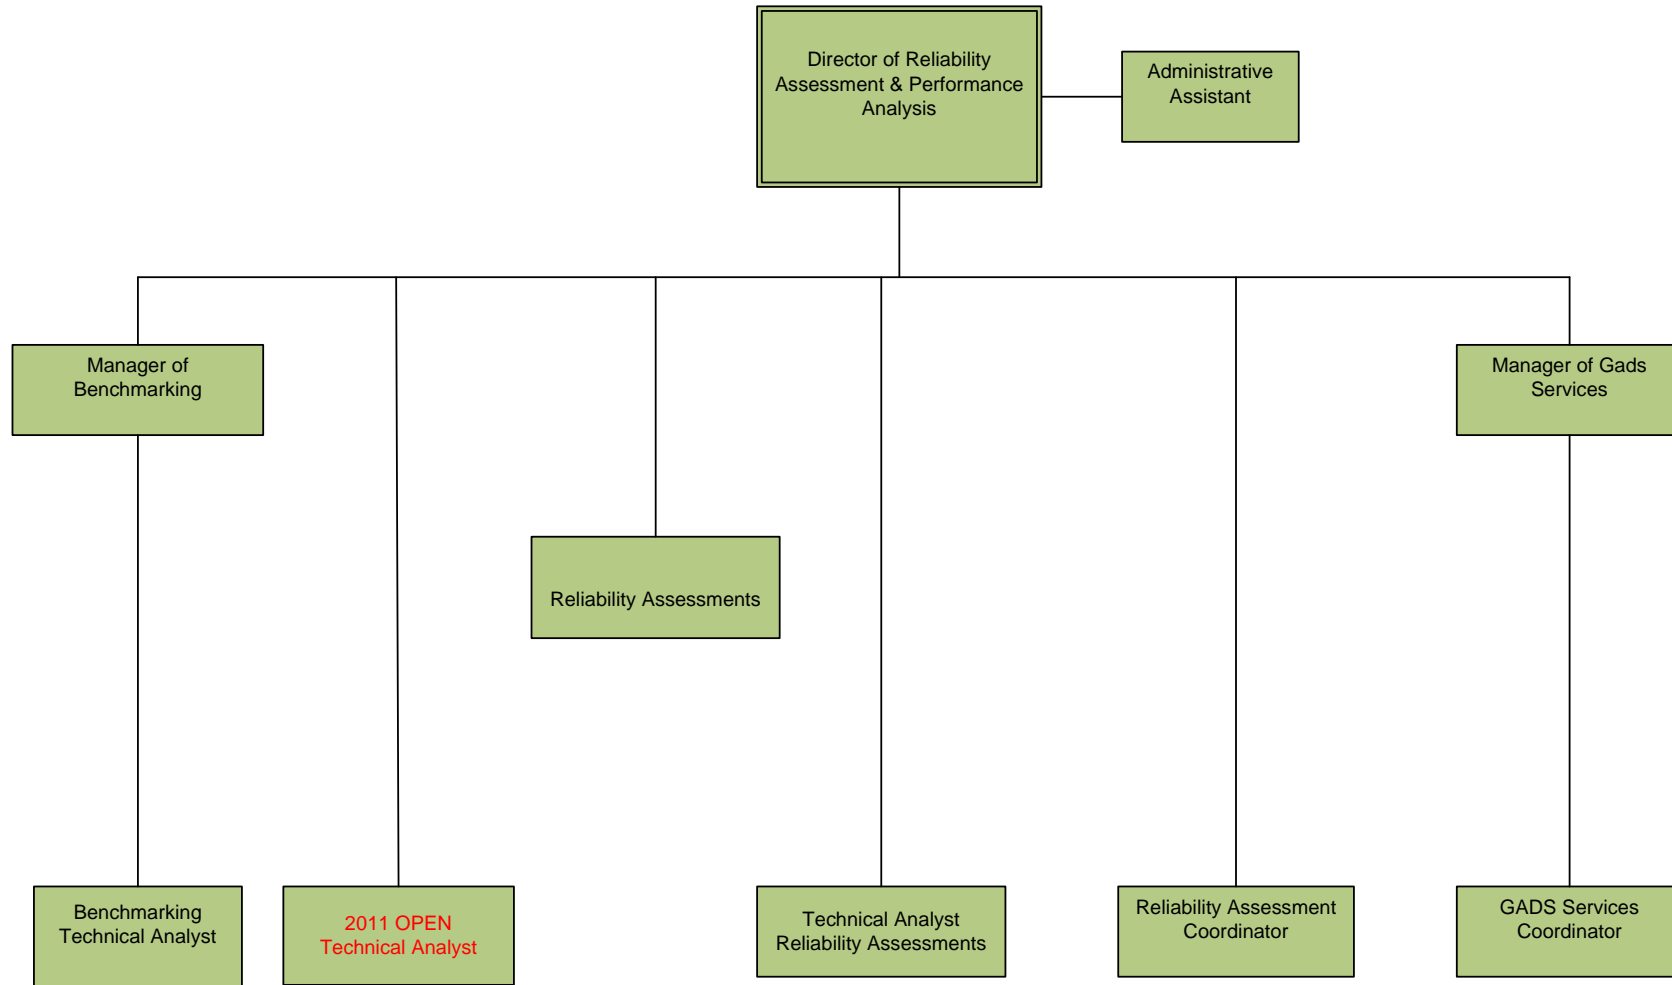 Director of Reliability
Assessment & Performance
Analysis
Administrative
Assistant
Manager of
Benchmarking
Manager of Gads
Services
Reliability Assessments
Benchmarking
Technical Analyst
2011 OPEN
Technical Analyst
Technical Analyst
Reliability Assessments
Reliability Assessment
Coordinator
GADS Services
Coordinator